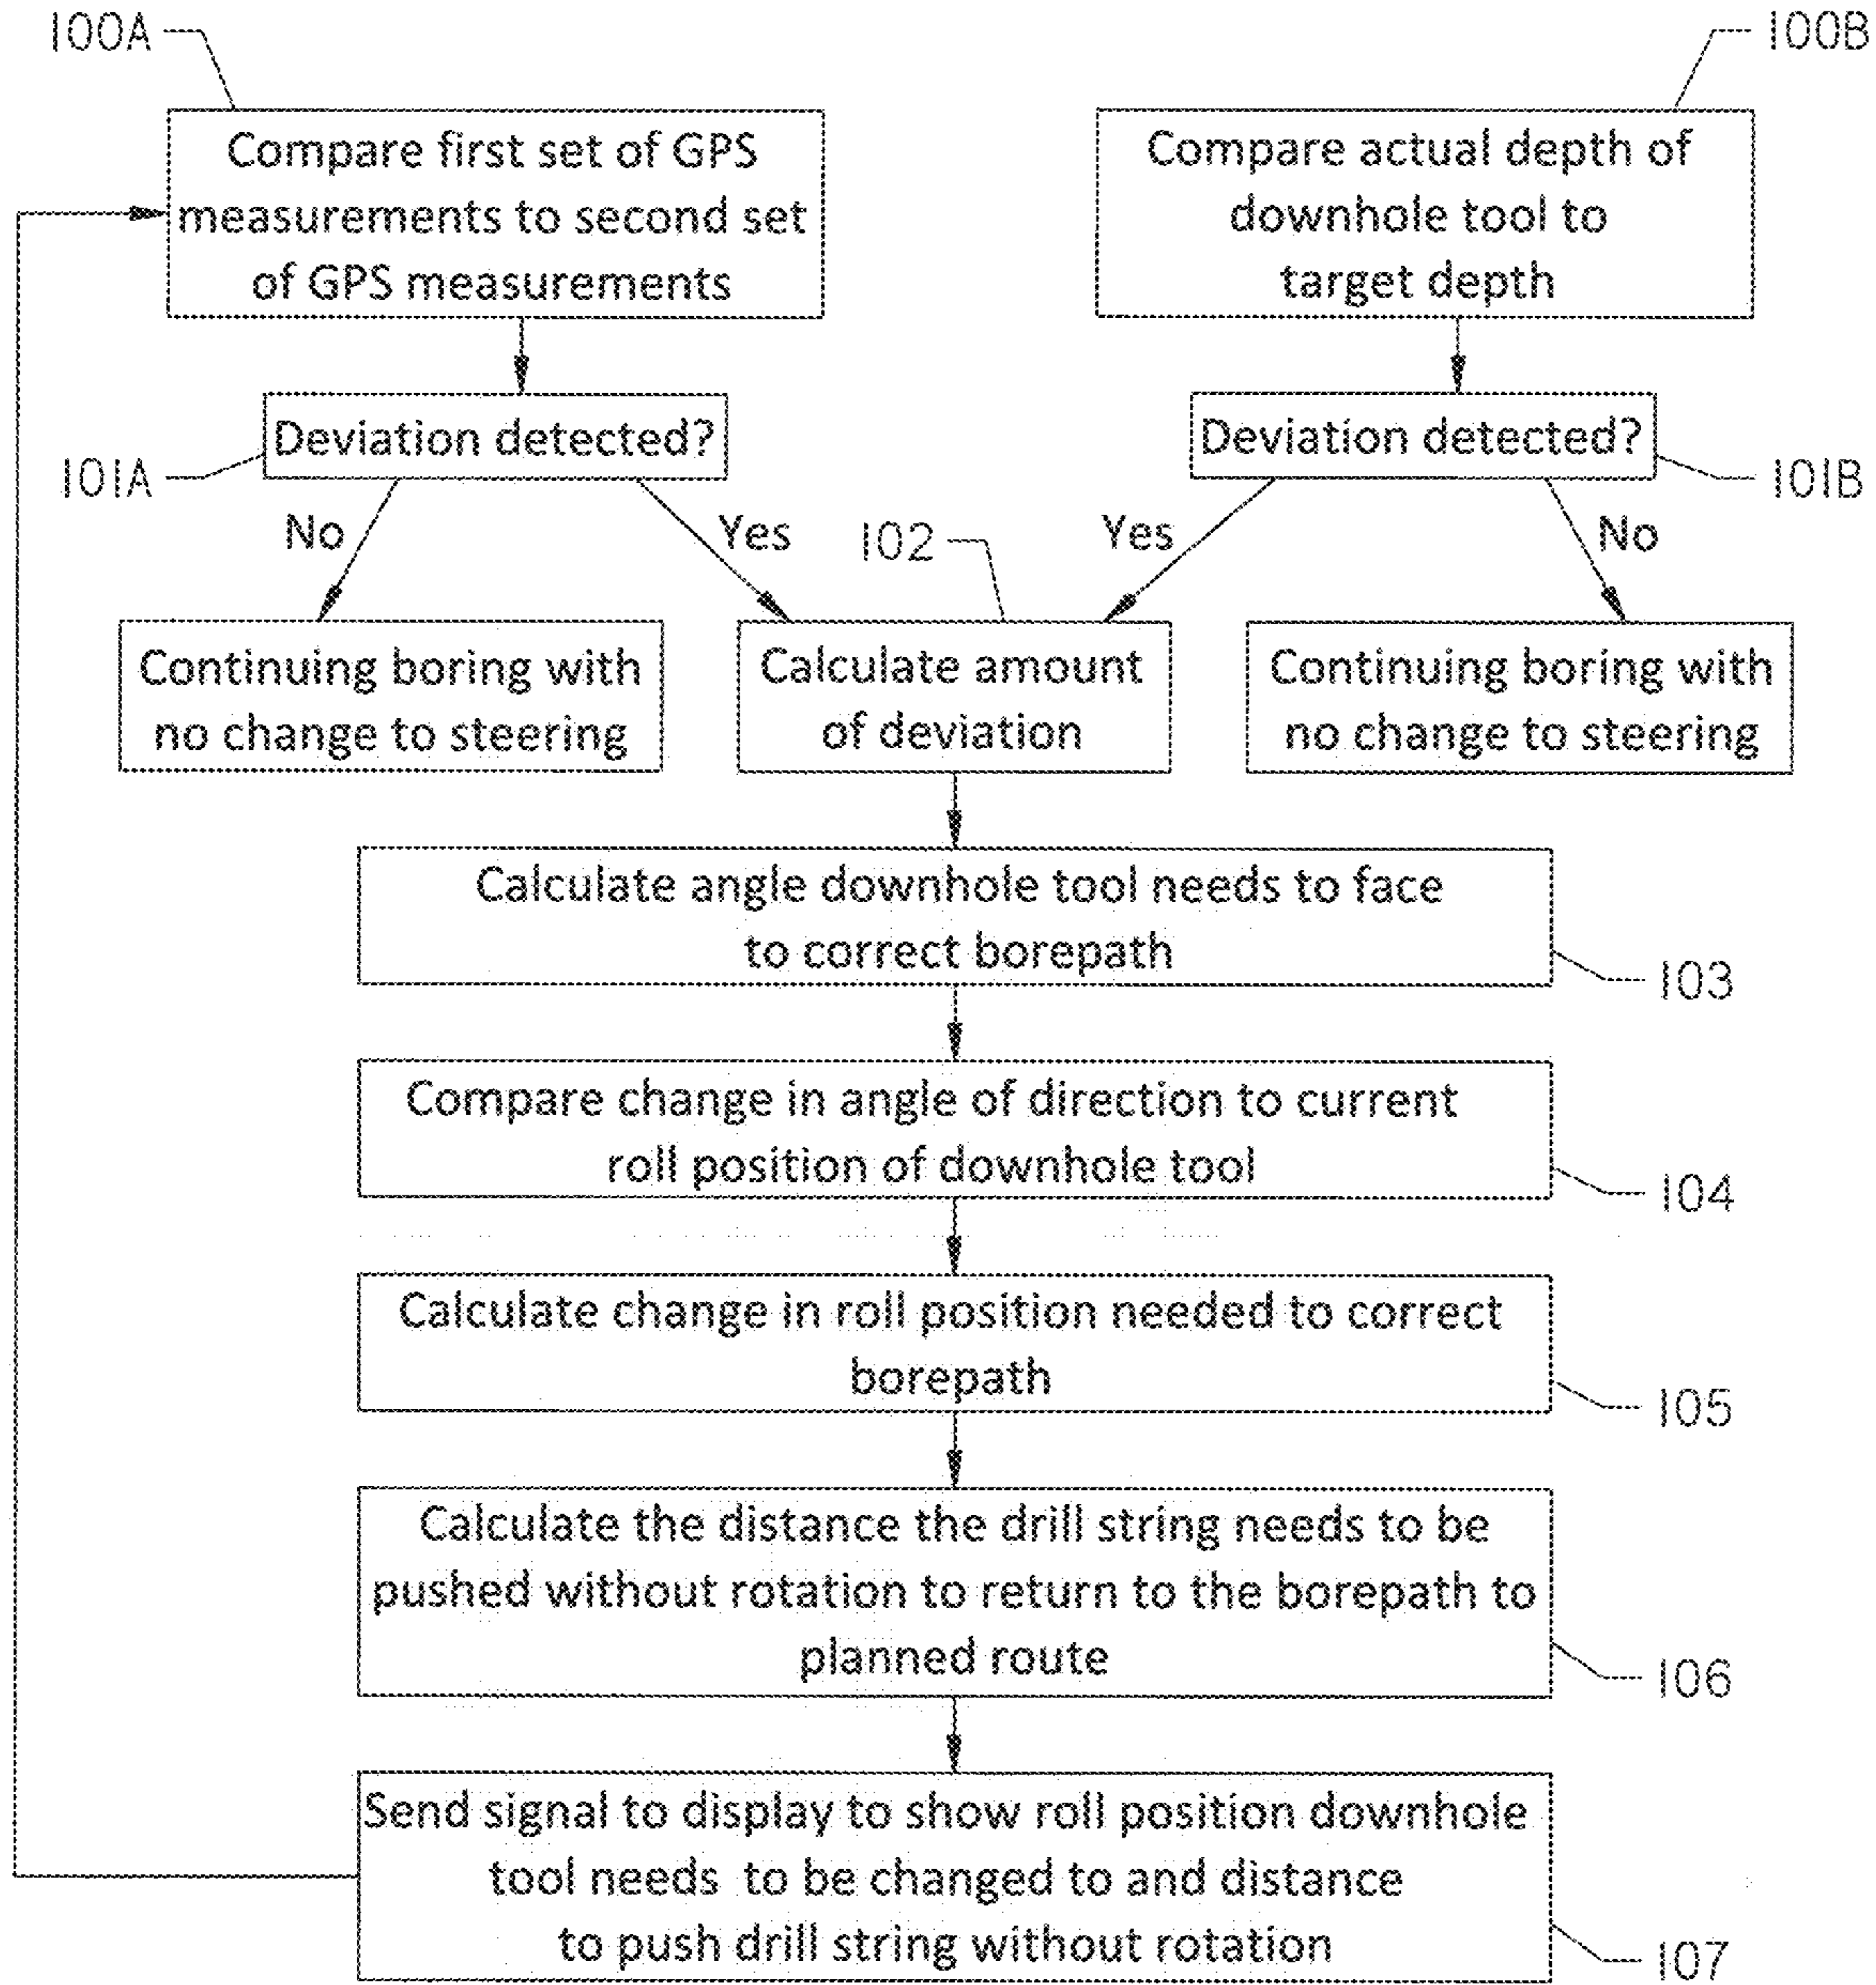 100A
100B
Compare first set of GPS
measurements to second set
of GPS measurements
Compare actual depth of
downhole tool to
target depth
Deviation detected?
Deviation detected?
101A
101B
No
Yes
102
Yes
No
Continuing boring with
no change to steering
Calculate amount
of deviation
Continuing boring with
no change to steering
Calculate angle downhole tool needs to face
to correct borepath
103
Compare change in angle of direction to current
roll position of downhole tool
104
Calculate change in roll position needed to correct
borepath
105
Calculate the distance the drill string needs to be
pushed without rotation to return to the borepath to
planned route
106
Send signal to display to show roll position downhole
tool needs to be changed to and distance
to push drill string without rotation
107